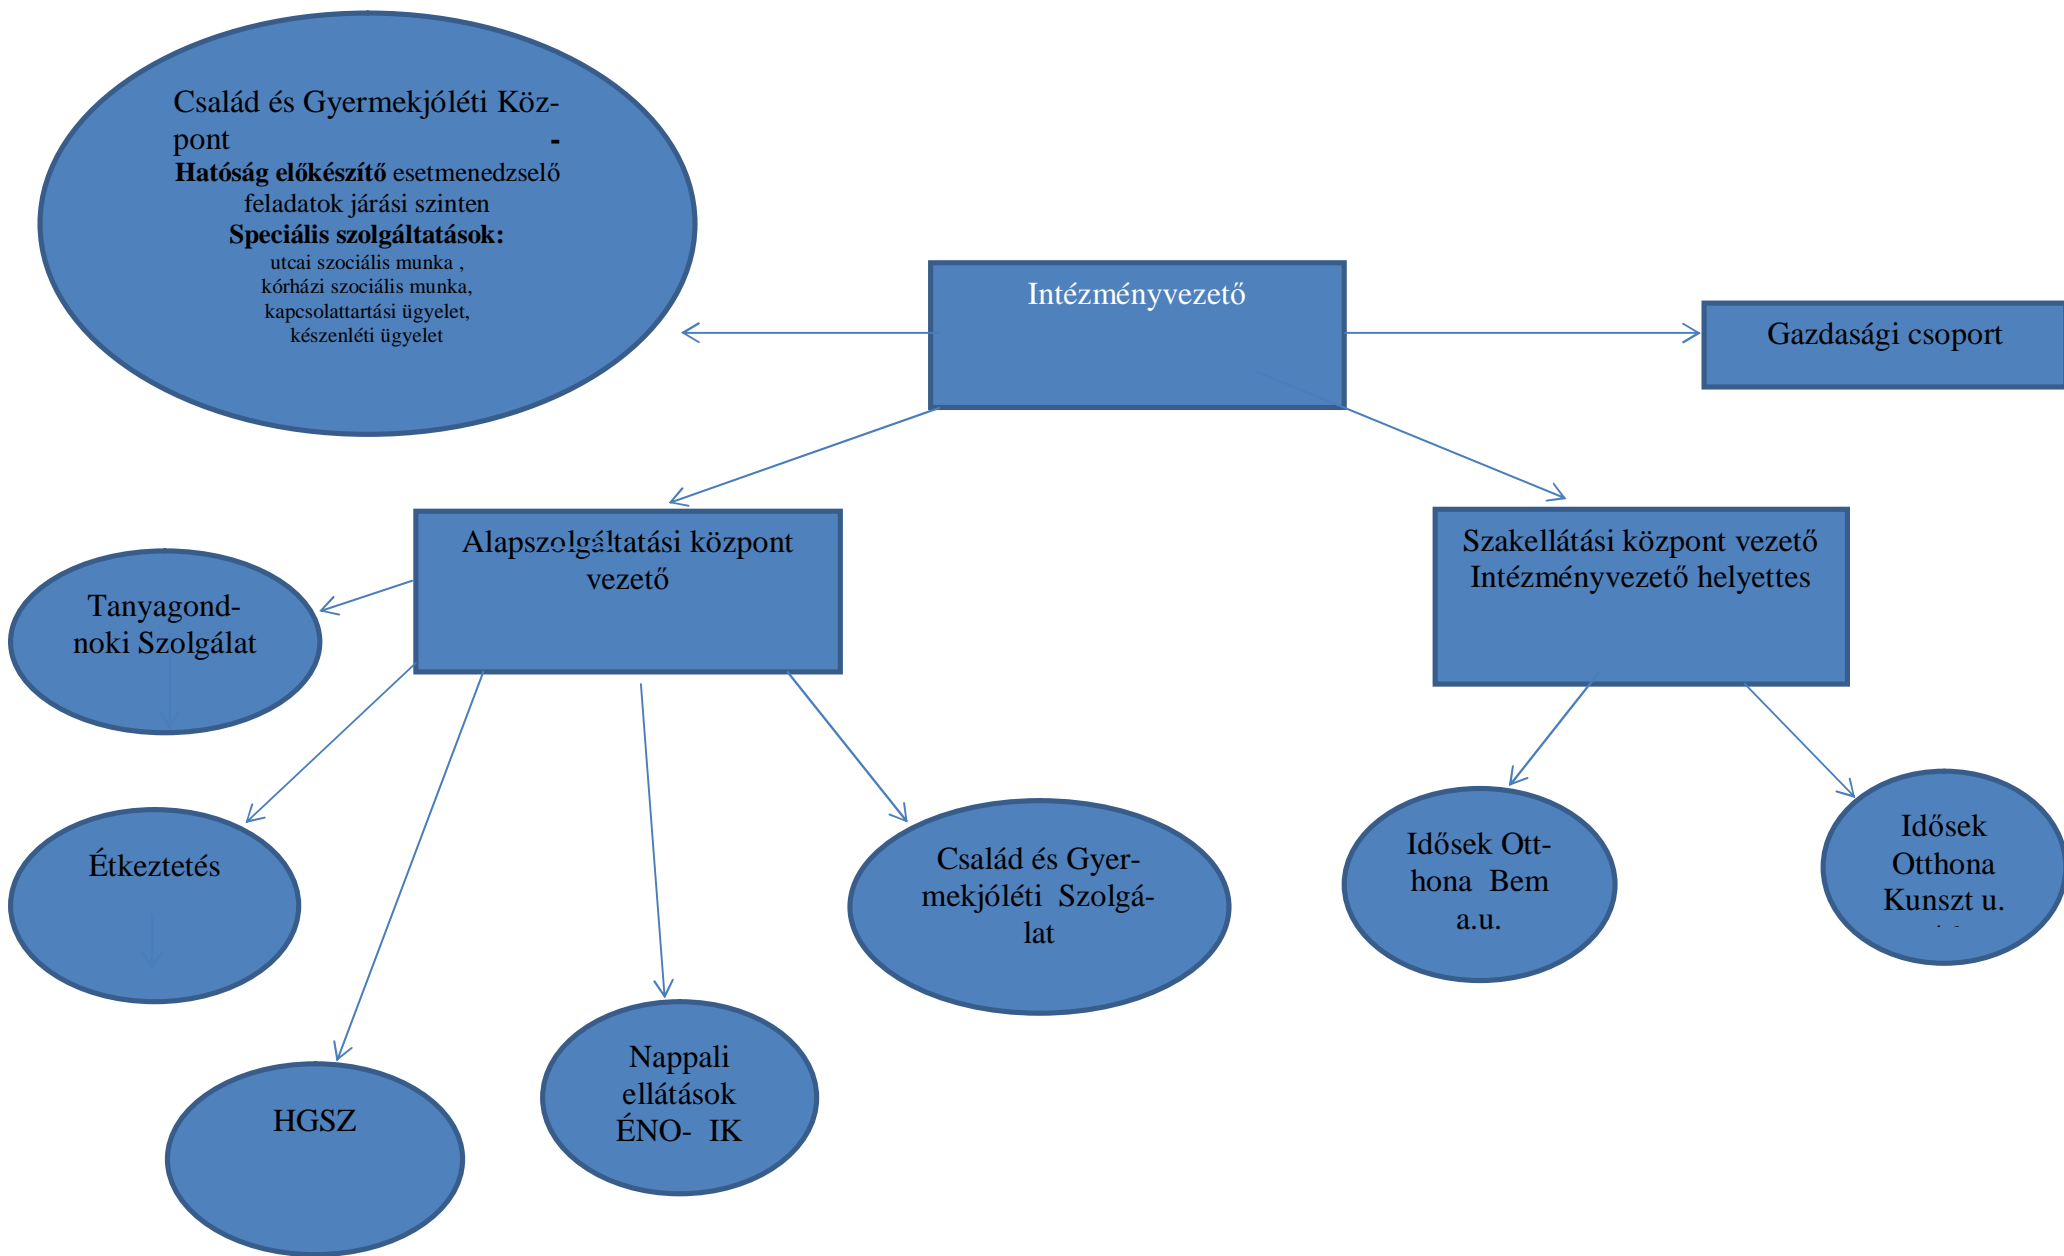 Család és Gyermekjóléti Köz-
pont -
Hatóság előkészítő esetmenedzselő
feladatok járási szinten
Speciális szolgáltatások:
utcai szociális munka ,
kórházi szociális munka,
kapcsolattartási ügyelet,
készenléti ügyelet
Intézményvezető
Gazdasági csoport
Alapszolgáltatási központ
vezető
Szakellátási központ vezető
Intézményvezető helyettes
Tanyagond-
noki Szolgálat
Étkeztetés
HGSZ
Nappali
ellátások
ÉNO- IK
Család és Gyer-
mekjóléti Szolgá-
lat
Idősek Ott-
hona Bem
a.u.
Idősek
Otthona
Kunszt u.